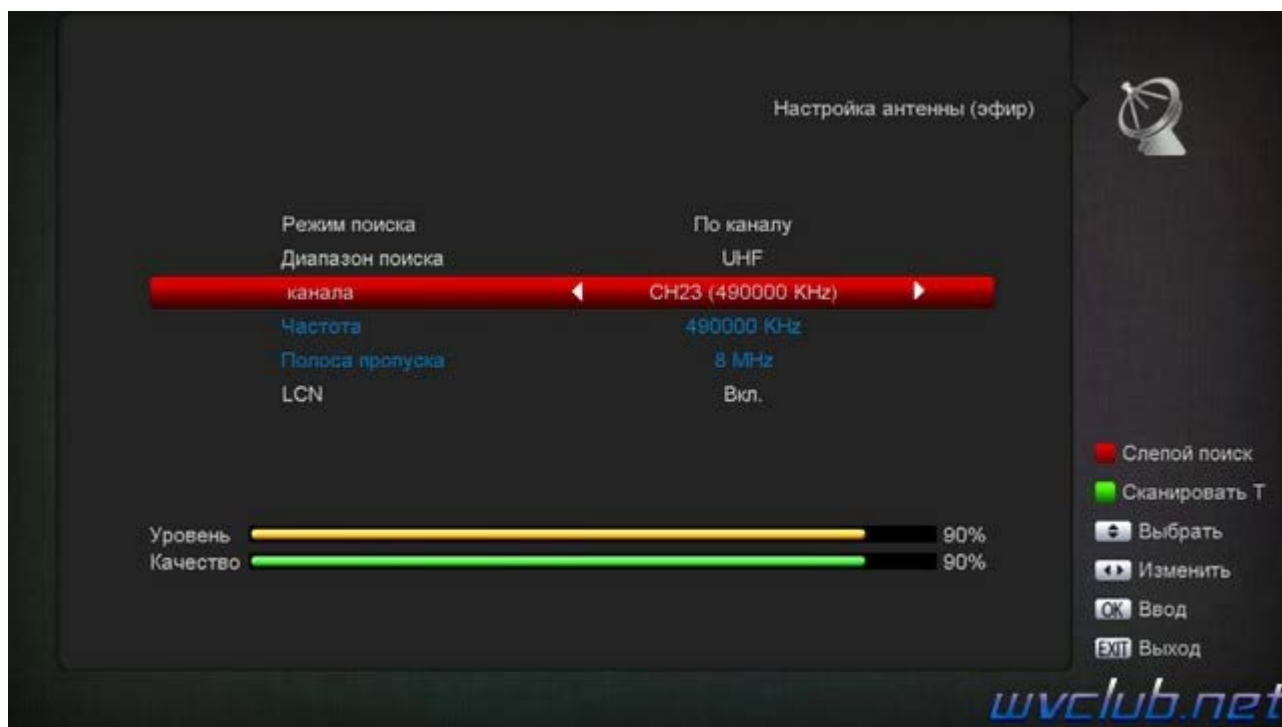 Настройка антенны (эфир)
Режим поиска По каналу
Диапазон поиска UHF
канала CH23 (490000 KHz)
Частота 490000 KHz
Полоса пропуска 8 MHz
LCN Вкл.
Уровень 90%
Качество 90%
Слепой поиск
Сканировать Т
Выбрать
Изменить
OK Ввод
EXIT Выход
wvclub.net